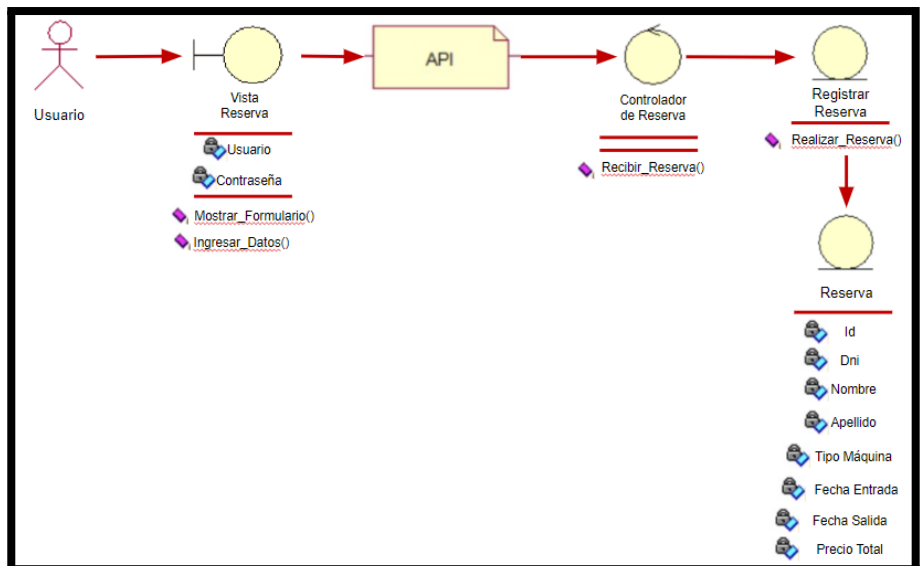 API
Usuario
Vista
Reserva
Controlador
de Reserva
Registrar
Reserva
Usuario
Contraseña
Mostrar_Formulario()
Ingresar_Datos()
Recibir_Reserva()
Realizar_Reserva()
Reserva
Id
Dni
Nombre
Apellido
Tipo Máquina
Fecha Entrada
Fecha Salida
Precio Total